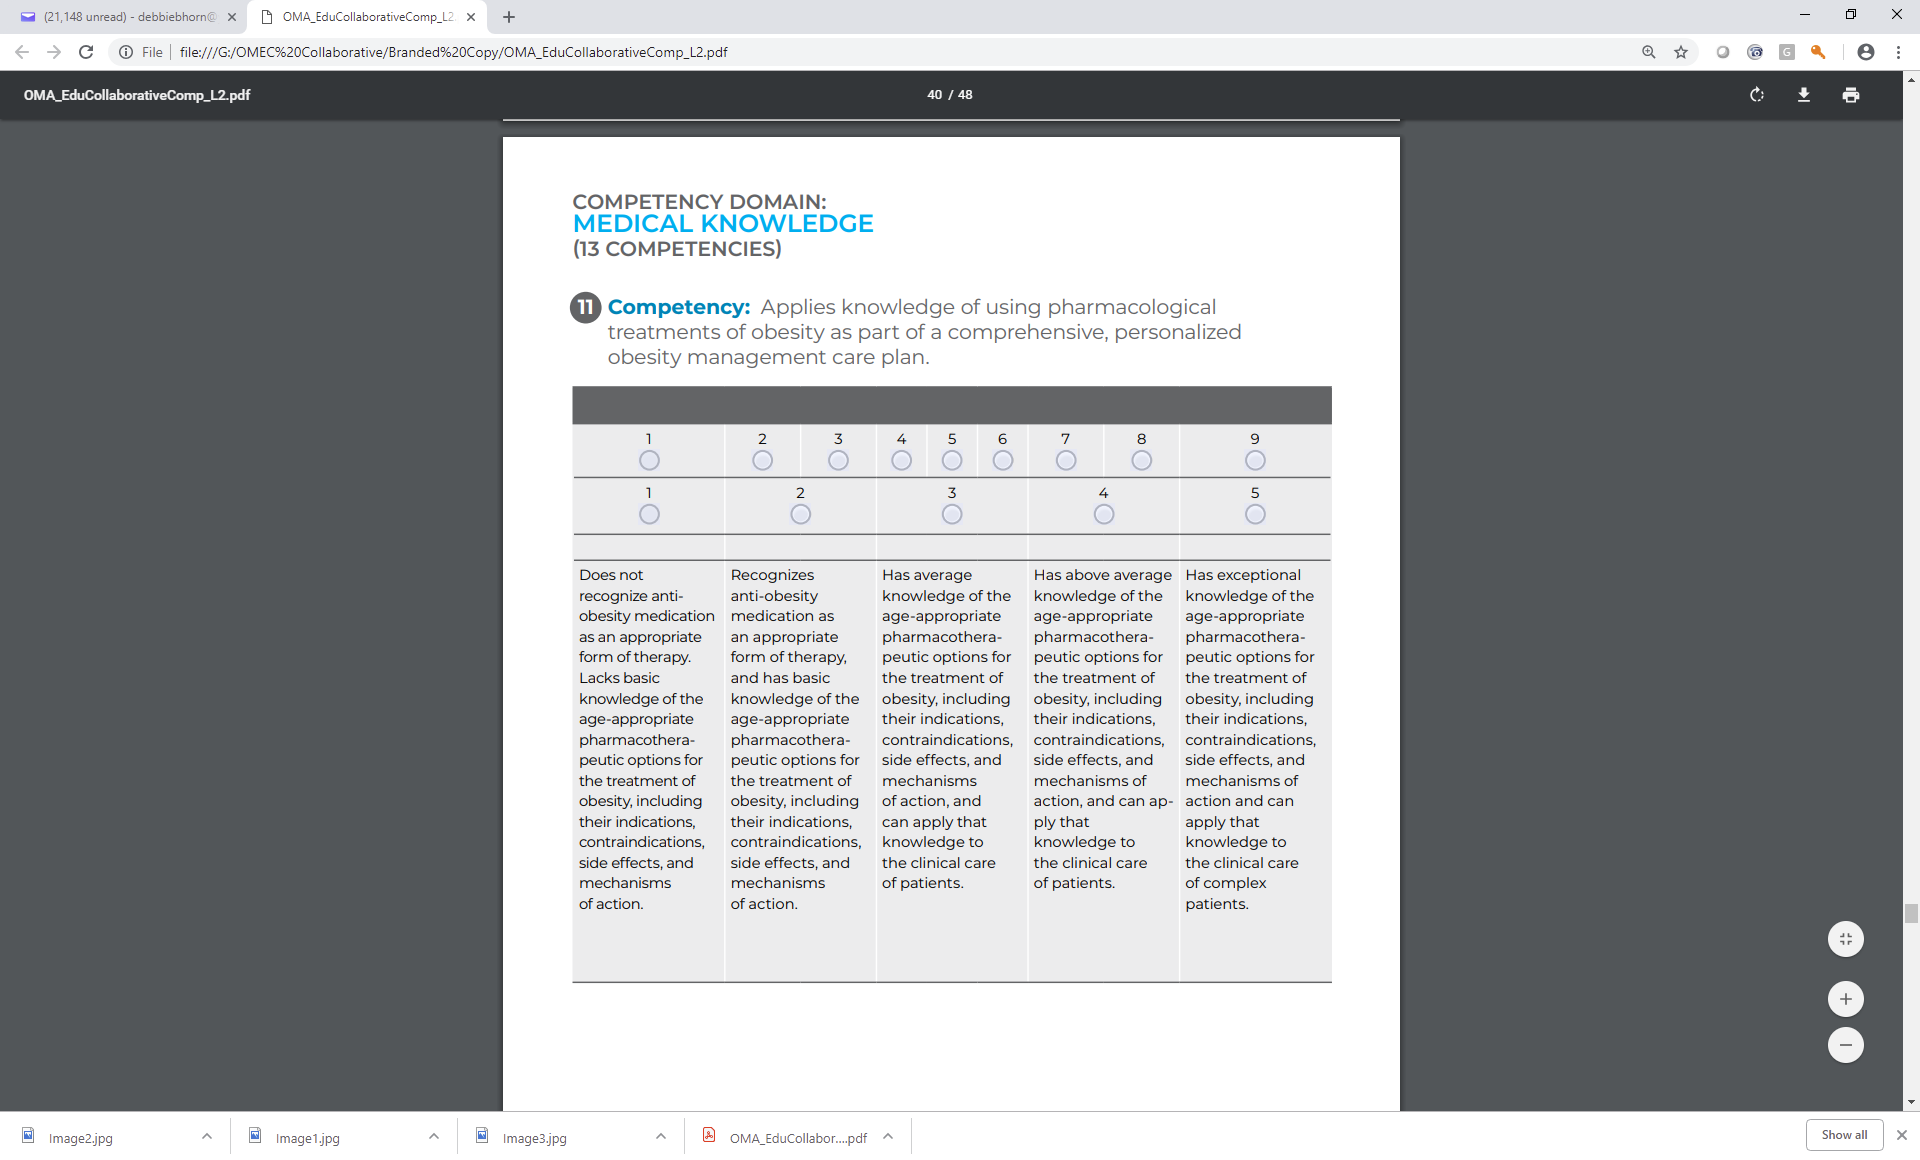 (21,148 unread) - debbiebhorn@
OMA_EduCollaborativeComp_L2.
File
file:///G:/OMEC%20Collaborative/Branded%20Copy/OMA_EduCollaborativeComp_L2.pdf
G
OMA_EduCollaborativeComp_L2.pdf
40 / 48
COMPETENCY DOMAIN:
MEDICAL KNOWLEDGE
(13 COMPETENCIES)
11 Competency: Applies knowledge of using pharmacological
treatments of obesity as part of a comprehensive, personalized
obesity management care plan.
1 2 3 4 5 6 7 8 9
1 2 3 4 5
Does not
recognize anti-
obesity medication
as an appropriate
form of therapy.
Lacks basic
knowledge of the
age-appropriate
pharmacothera-
peutic options for
the treatment of
obesity, including
their indications,
contraindications,
side effects, and
mechanisms
of action.
Recognizes
anti-obesity
medication as
an appropriate
form of therapy,
and has basic
knowledge of the
age-appropriate
pharmacothera-
peutic options for
the treatment of
obesity, including
their indications,
contraindications,
side effects, and
mechanisms
of action.
Has average
knowledge of the
age-appropriate
pharmacothera-
peutic options for
the treatment of
obesity, including
their indications,
contraindications,
side effects, and
mechanisms
of action, and
can apply that
knowledge to
the clinical care
of patients.
Has above average
knowledge of the
age-appropriate
pharmacothera-
peutic options for
the treatment of
obesity, including
their indications,
contraindications,
side effects, and
mechanisms of
action, and can ap-
ply that
knowledge to
the clinical care
of patients.
Has exceptional
knowledge of the
age-appropriate
pharmacothera-
peutic options for
the treatment of
obesity, including
their indications,
contraindications,
side effects, and
mechanisms of
action and can
apply that
knowledge to
the clinical care
of complex
patients.
Image2.jpg
Image1.jpg
Image3.jpg
OMA_EduCollabor....pdf
Show all